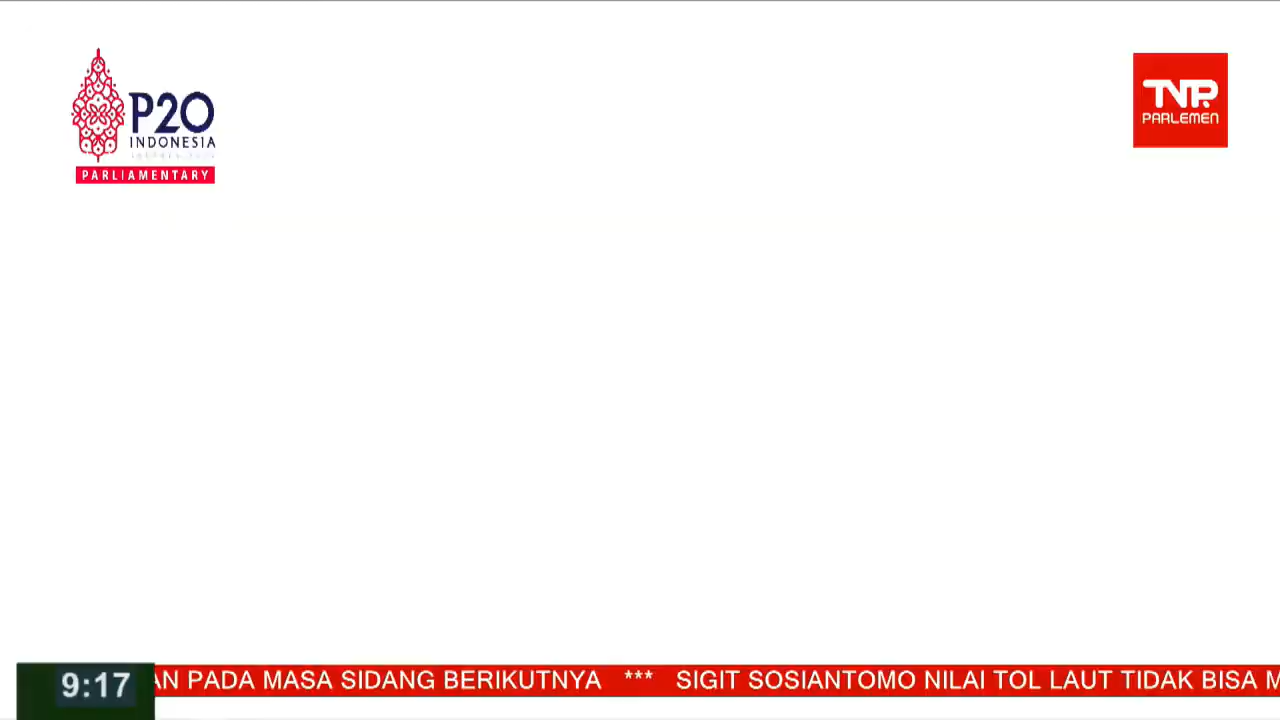 P20
INDONESIA
PARLIAMENTARY
TVR
PARLEMEN
9:17
AN PADA MASA SIDANG BERIKUTNYA *** SIGIT SOSIANTOMO NILAI TOL LAUT TIDAK BISA M